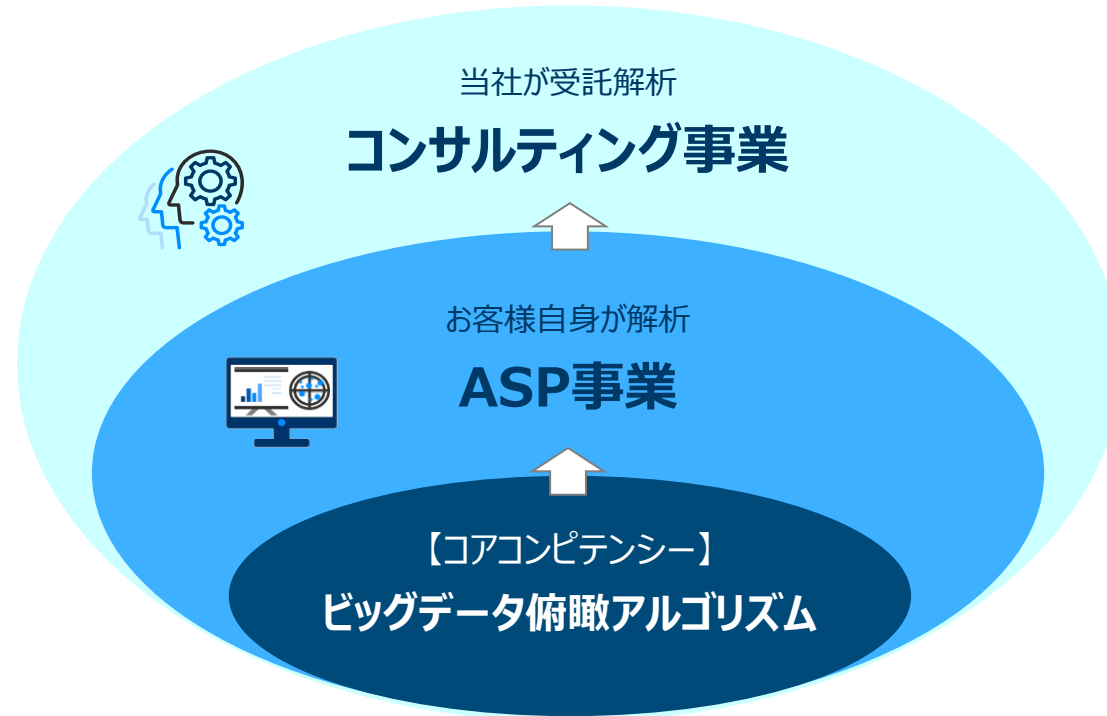 当社が受託解析
コンサルティング事業
お客様自身が解析
ASP事業
【コアコンピテンシー】
ビッグデータ俯瞰アルゴリズム